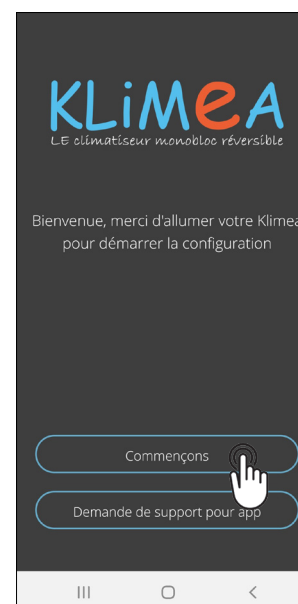 KLiMeA
LE climatiseur monobloc réversible
Bienvenue, merci d'allumer votre Klimea
pour démarrer la configuration
Commençons
Demande de support pour app